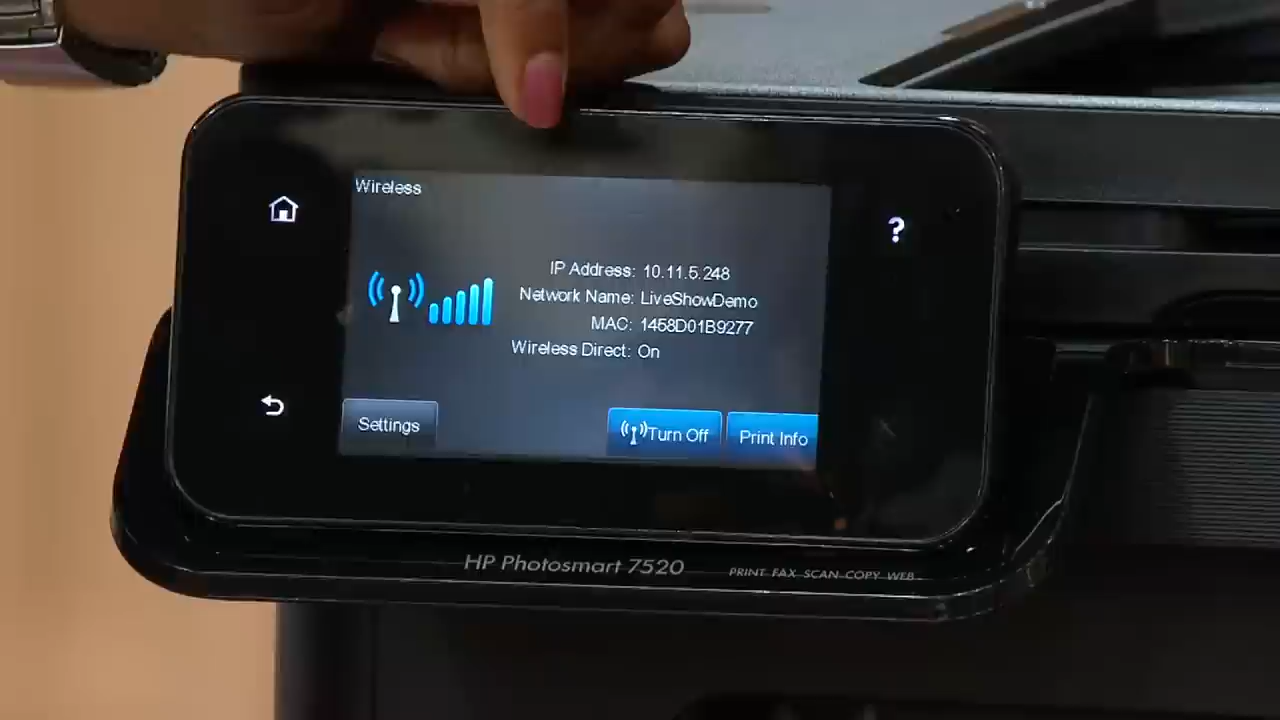 Wireless
?
IP Address: 10.11.5.248
Network Name: LiveShowDemo
MAC: 1458D01B9277
Wireless Direct: On
Settings
Turn Off
Print Info
HP Photosmart 7520
PRINT FAX SCAN COPY WEB